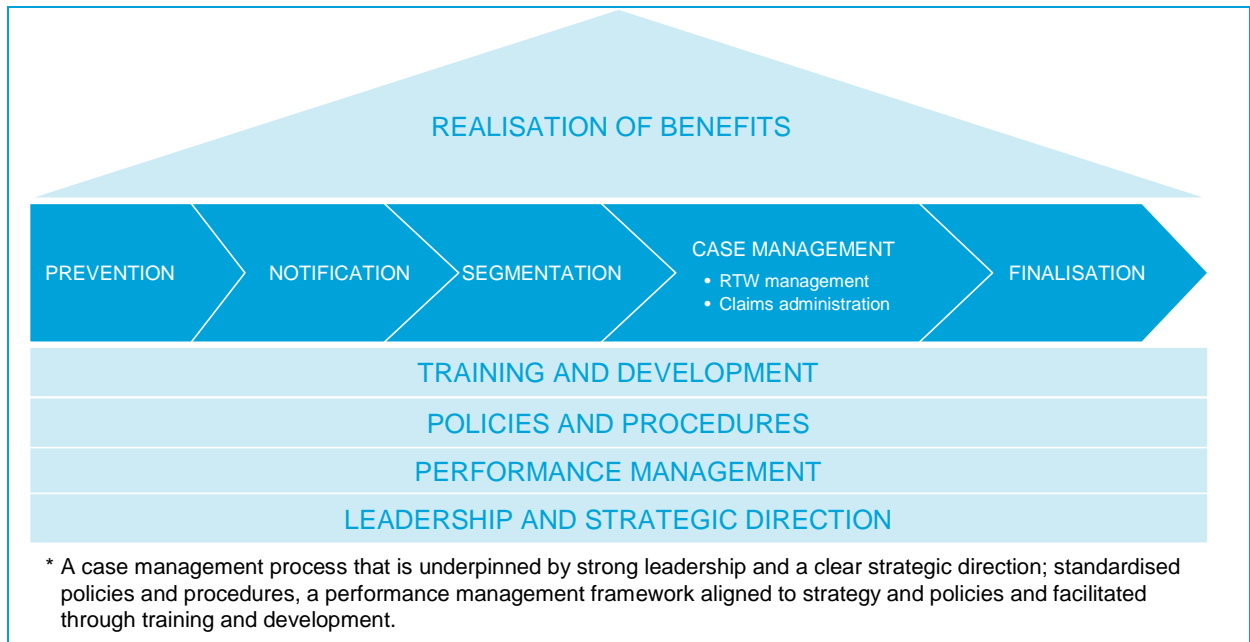 REALISATION OF BENEFITS
PREVENTION
NOTIFICATION
SEGMENTATION
CASE MANAGEMENT
• RTW management
• Claims administration
FINALISATION
TRAINING AND DEVELOPMENT
POLICIES AND PROCEDURES
PERFORMANCE MANAGEMENT
LEADERSHIP AND STRATEGIC DIRECTION
* A case management process that is underpinned by strong leadership and a clear strategic direction; standardised
policies and procedures, a performance management framework aligned to strategy and policies and facilitated
through training and development.